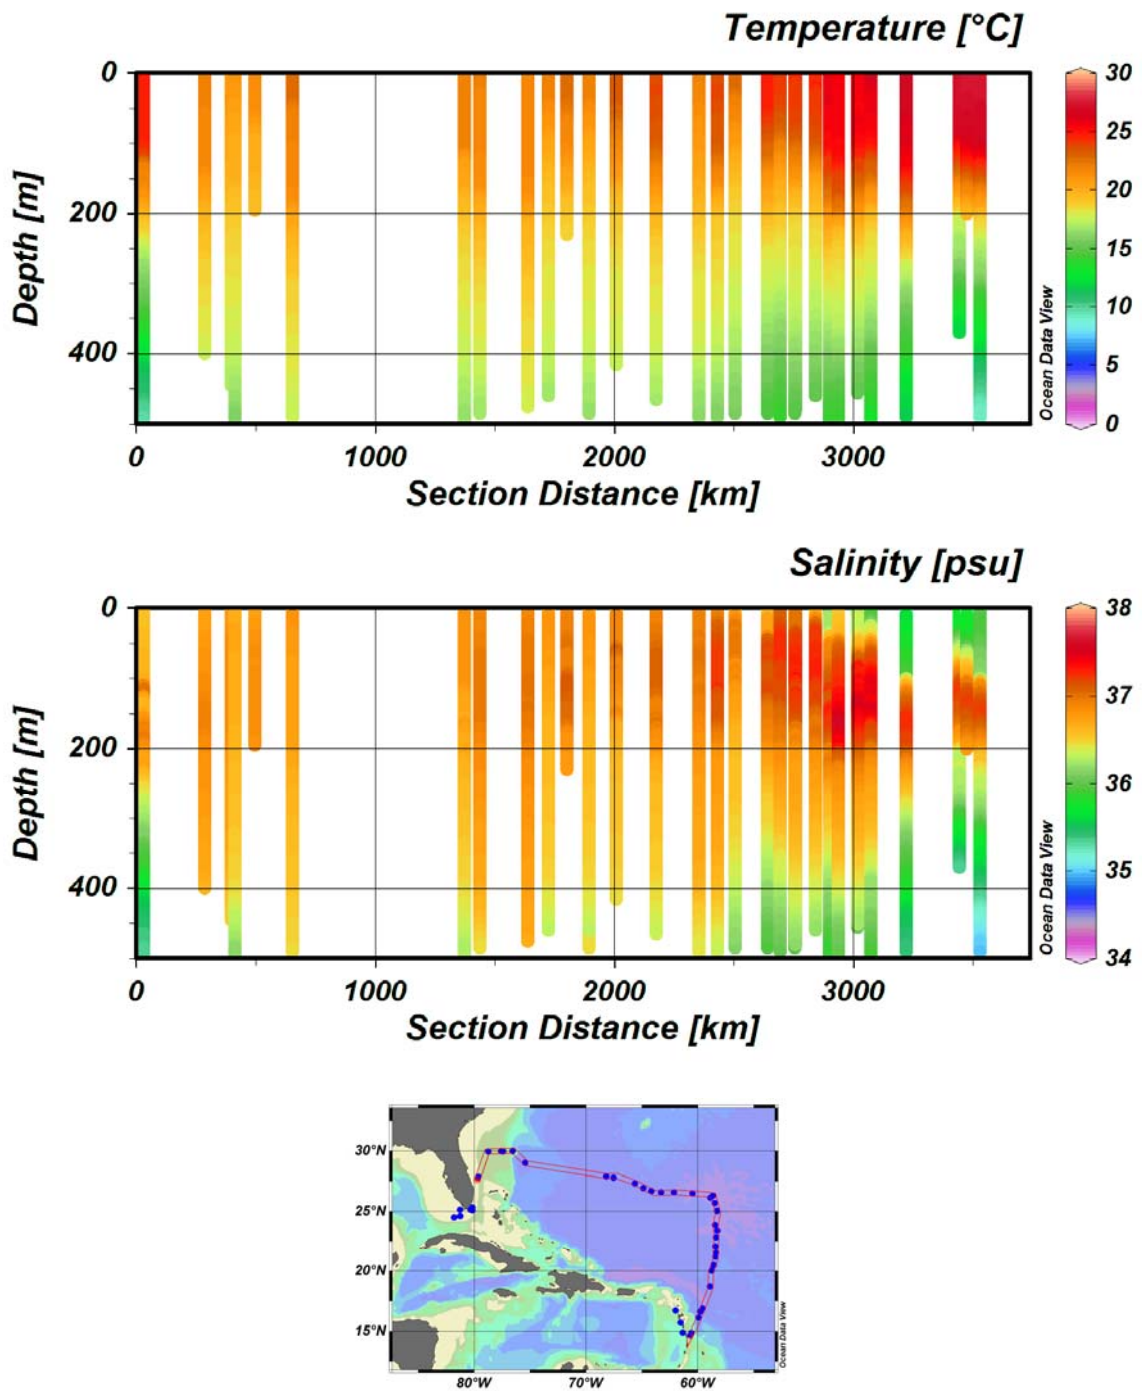 Temperature [°C]
0
200
400
Depth [m]
0
1000
2000
3000
Section Distance [km]
Ocean Data View
30
25
20
15
10
5
0
Salinity [psu]
0
200
400
Depth [m]
0
1000
2000
3000
Section Distance [km]
Ocean Data View
38
37
36
35
34
30°N
25°N
20°N
15°N
80°W
70°W
60°W
Ocean Data View